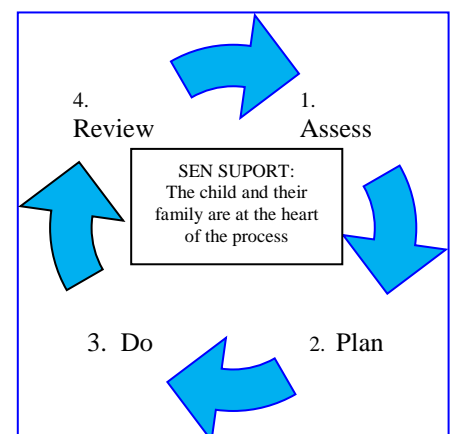 4.
Review
1.
Assess
SEN SUPORT:
The child and their
family are at the heart
of the process
3. Do
2. Plan